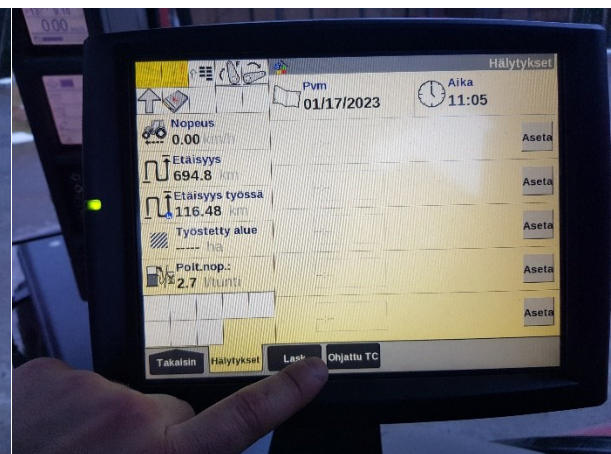 0.00
Hälytykset
Pvm
01/17/2023
Aika
11:05
Nopeus
0.00 km/h
Aseta
Etäisyys
694.8 km
Aseta
Etäisyys työssä
116.48 km
Aseta
Työstetty alue
---- ha
Aseta
Polt.nop.:
2.7 l/tunti
Aseta
Takaisin
Hälytykset
Ohjattu TC